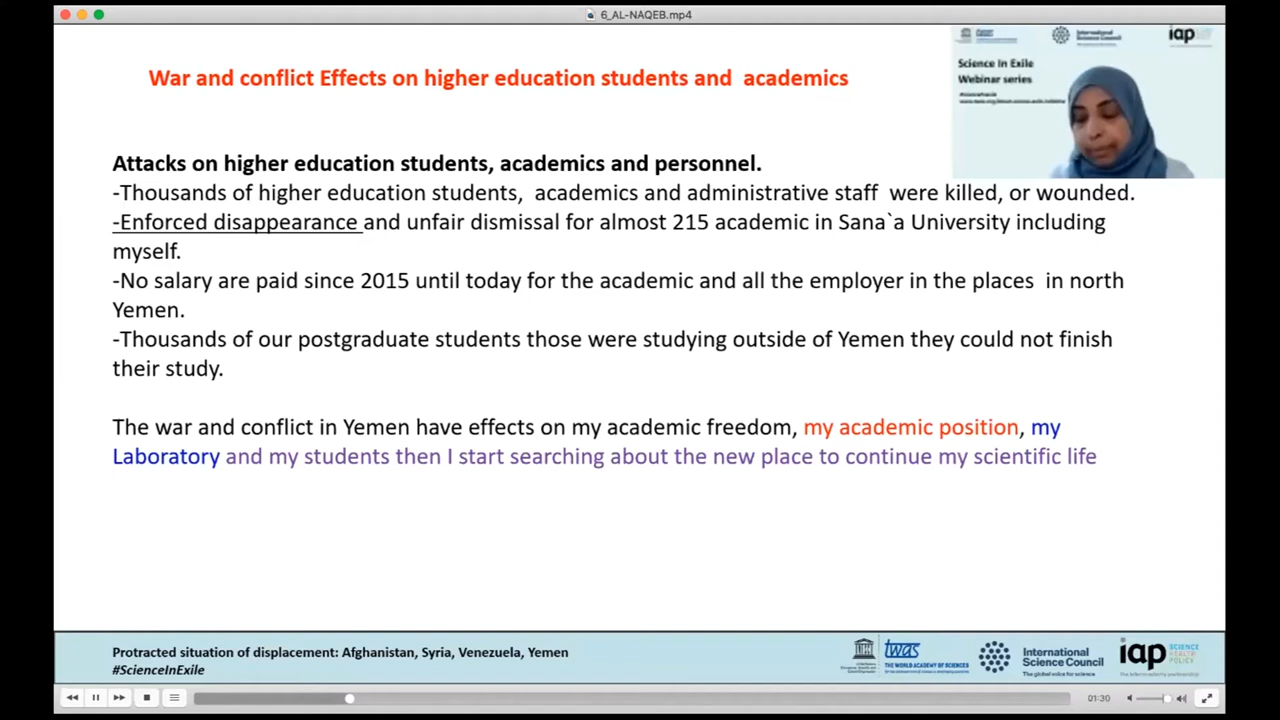 6_AL-NAQEB.mp4
War and conflict Effects on higher education students and academics
iap
International
Science Council
Science In Exile
Webinar series
Attacks on higher education students, academics and personnel.
-Thousands of higher education students, academics and administrative staff were killed, or wounded.
-Enforced disappearance and unfair dismissal for almost 215 academic in Sana`a University including
myself.
-No salary are paid since 2015 until today for the academic and all the employer in the places in north
Yemen.
-Thousands of our postgraduate students those were studying outside of Yemen they could not finish
their study.
The war and conflict in Yemen have effects on my academic freedom, my academic position, my
Laboratory and my students then I start searching about the new place to continue my scientific life
Protracted situation of displacement: Afghanistan, Syria, Venezuela, Yemen
#ScienceInExile
twas
THE WORLD ACADEMY OF SCIENCES
International
Science Council
The global voice for science
iap SCIENCE
HEALTH
POLICY
01:30